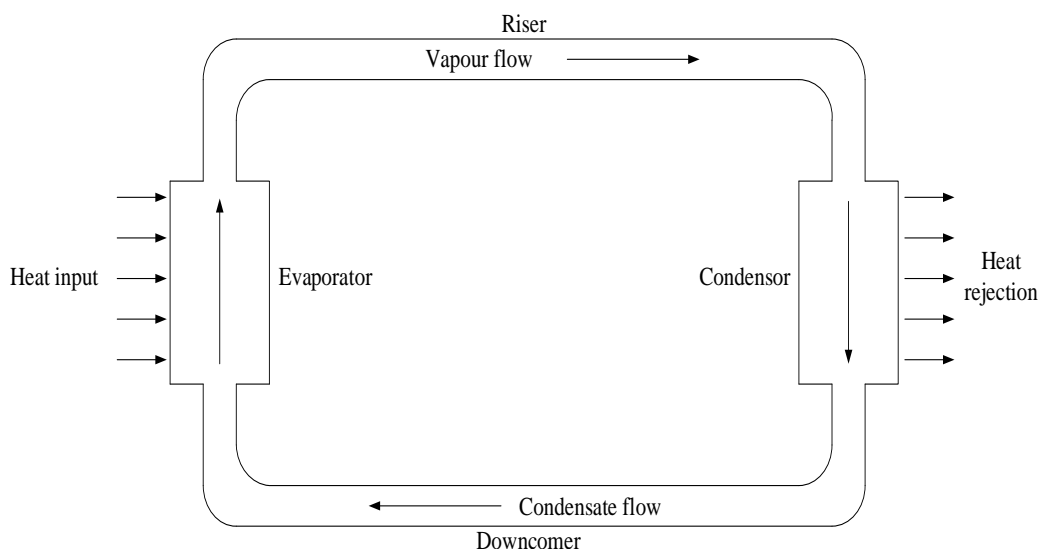 Riser
Vapour flow
Heat input
Evaporator
Condensor
Heat
rejection
Condensate flow
Downcomer